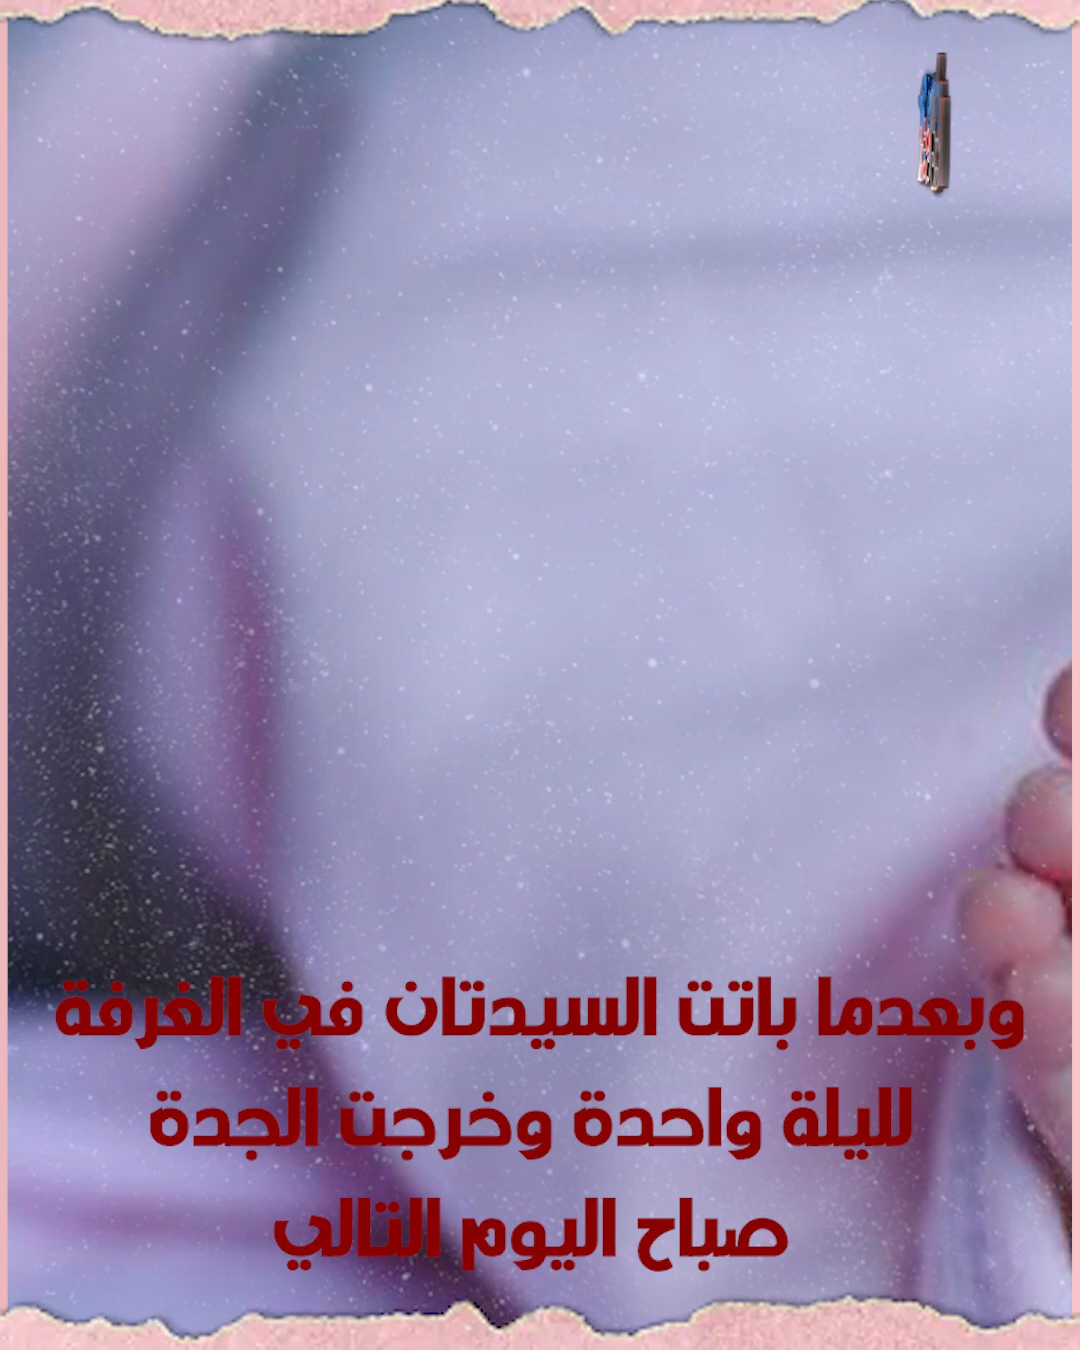 وبعدما باتت السيدتان في الغرفة
لليلة واحدة وخرجت الجدة
صباح اليوم التالي